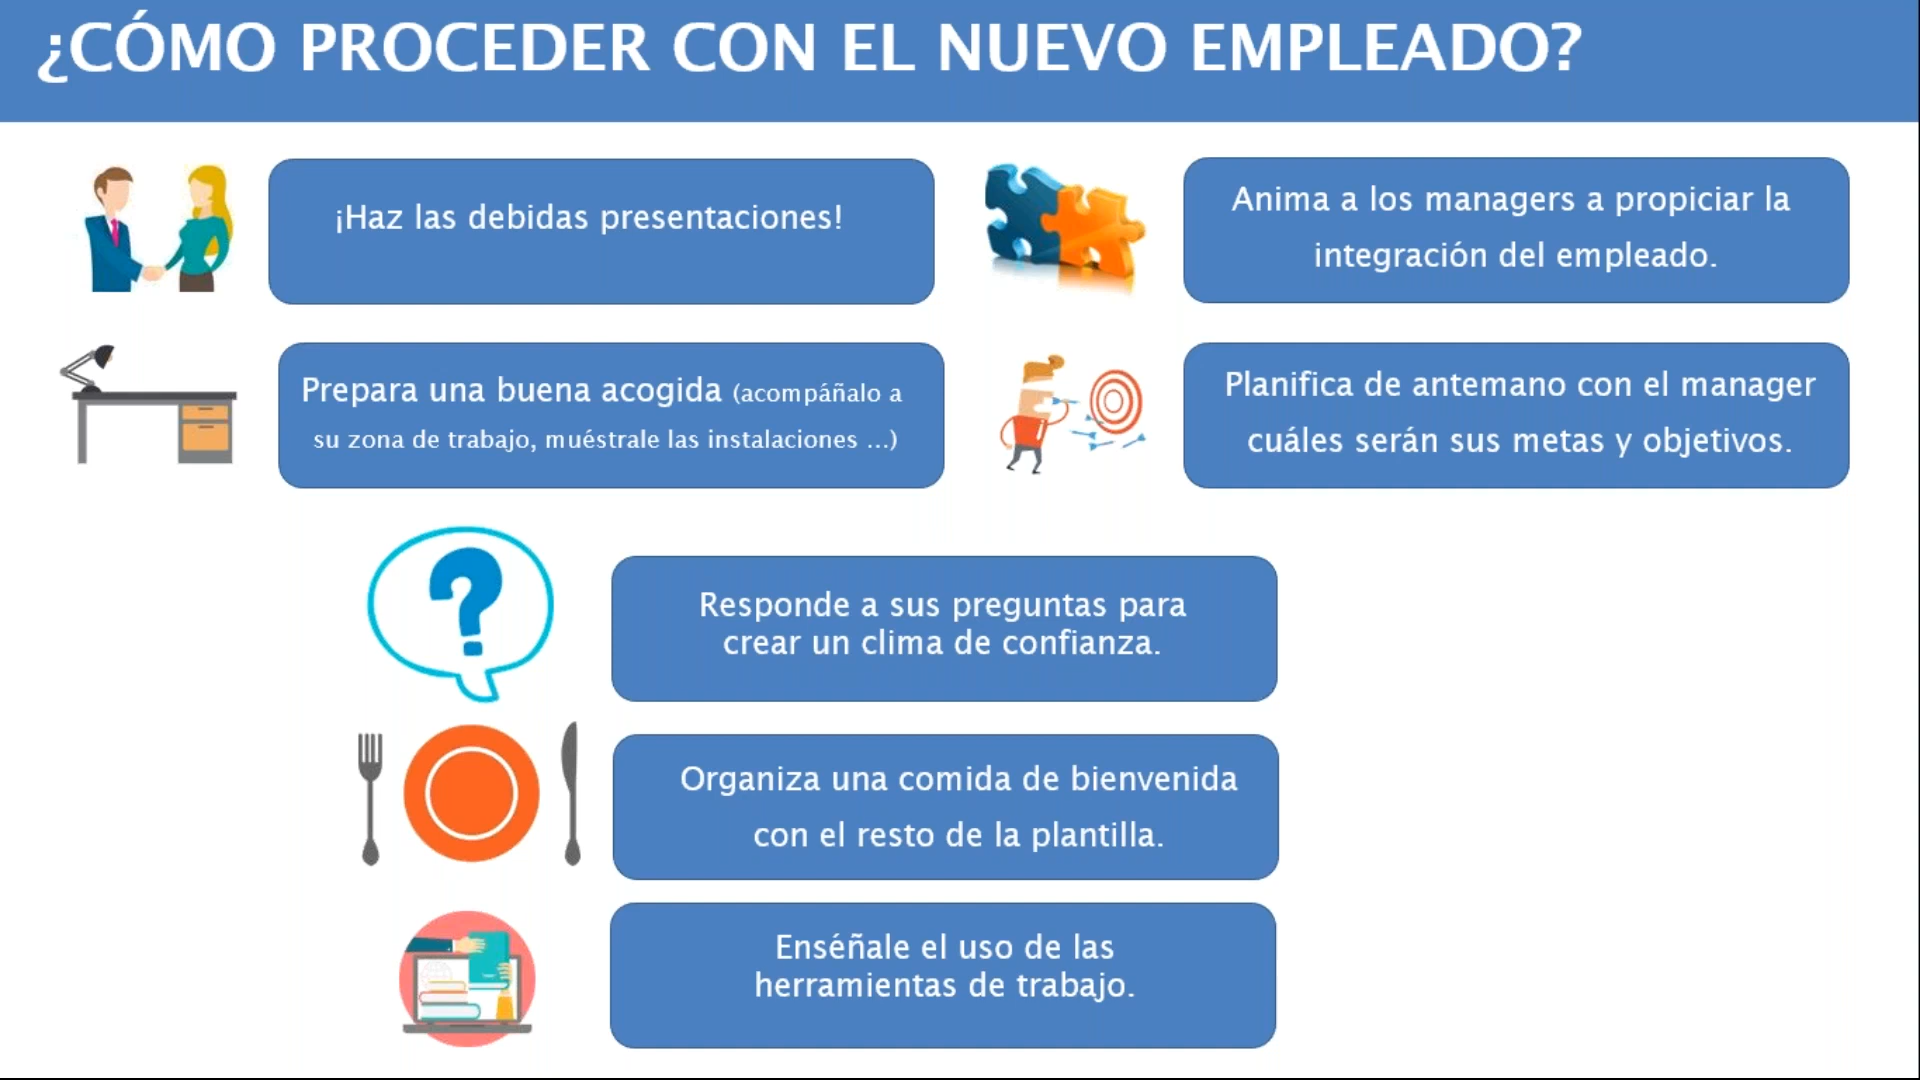 ¿CÓMO PROCEDER CON EL NUEVO EMPLEADO?
¡Haz las debidas presentaciones!
Anima a los managers a propiciar la
integración del empleado.
Prepara una buena acogida (acompáñalo a
su zona de trabajo, muéstrale las instalaciones ...)
Planifica de antemano con el manager
cuáles serán sus metas y objetivos.
?
Responde a sus preguntas para
crear un clima de confianza.
Organiza una comida de bienvenida
con el resto de la plantilla.
Enséñale el uso de las
herramientas de trabajo.